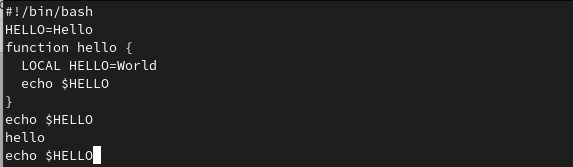 #!/bin/bash
HELLO=Hello
function hello {
  LOCAL HELLO=World
  echo $HELLO
}
echo $HELLO
hello
echo $HELLO